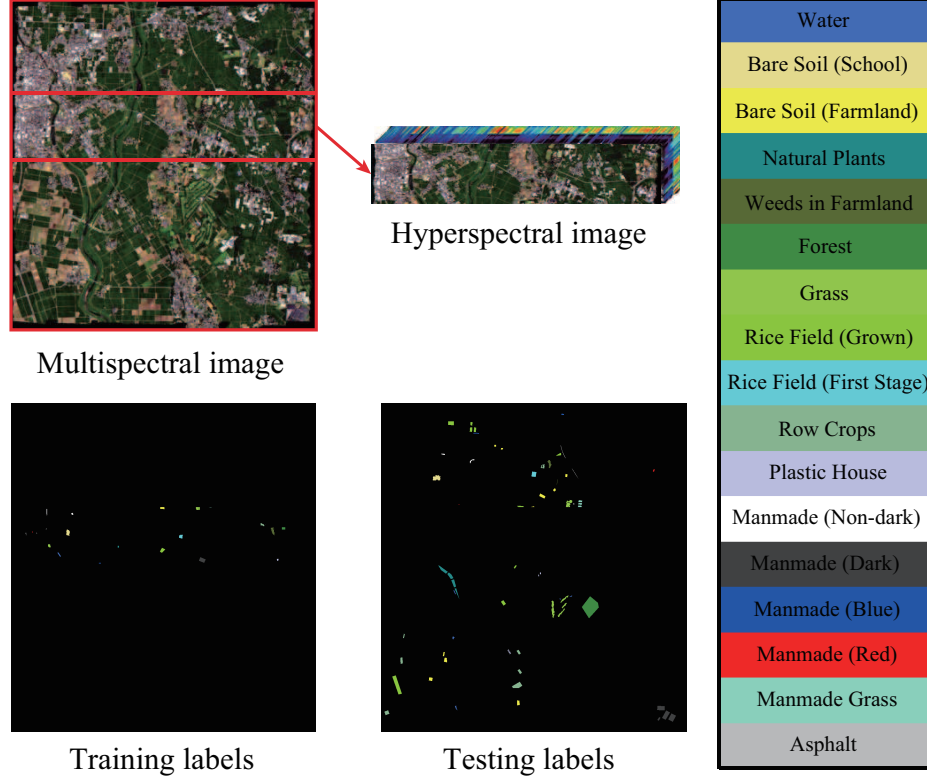 Multispectral image
Hyperspectral image
Training labels
Testing labels
Water
Bare Soil (School)
Bare Soil (Farmland)
Natural Plants
Weeds in Farmland
Forest
Grass
Rice Field (Grown)
Rice Field (First Stage)
Row Crops
Plastic House
Manmade (Non-dark)
Manmade (Dark)
Manmade (Blue)
Manmade (Red)
Manmade Grass
Asphalt